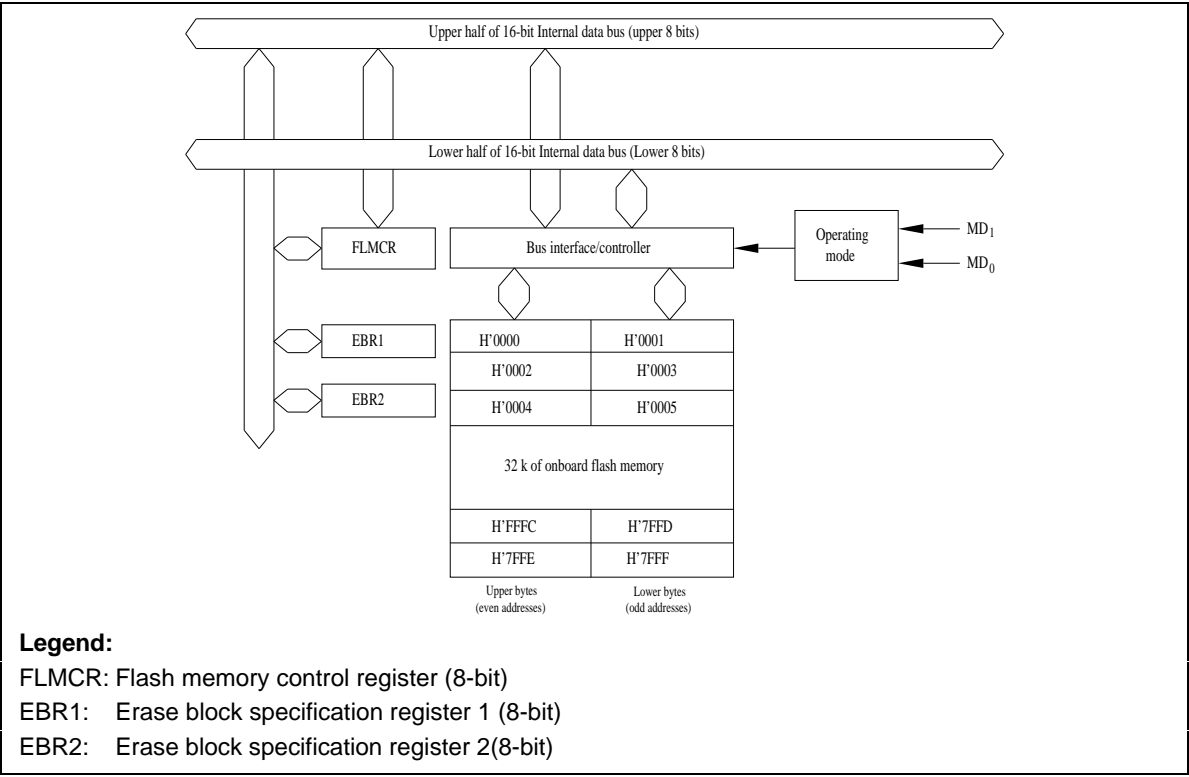 Upper half of 16-bit Internal data bus (upper 8 bits)
Lower half of 16-bit Internal data bus (Lower 8 bits)
FLMCR
Bus interface/controller
Operating
mode
MD1
MD0
EBR1
H'0000
H'0001
H'0002
H'0003
EBR2
H'0004
H'0005
32 k of onboard flash memory
H'FFFC
H'7FFD
H'7FFE
H'7FFF
Upper bytes
(even addresses)
Lower bytes
(odd addresses)
Legend:
FLMCR: Flash memory control register (8-bit)
EBR1: Erase block specification register 1 (8-bit)
EBR2: Erase block specification register 2(8-bit)